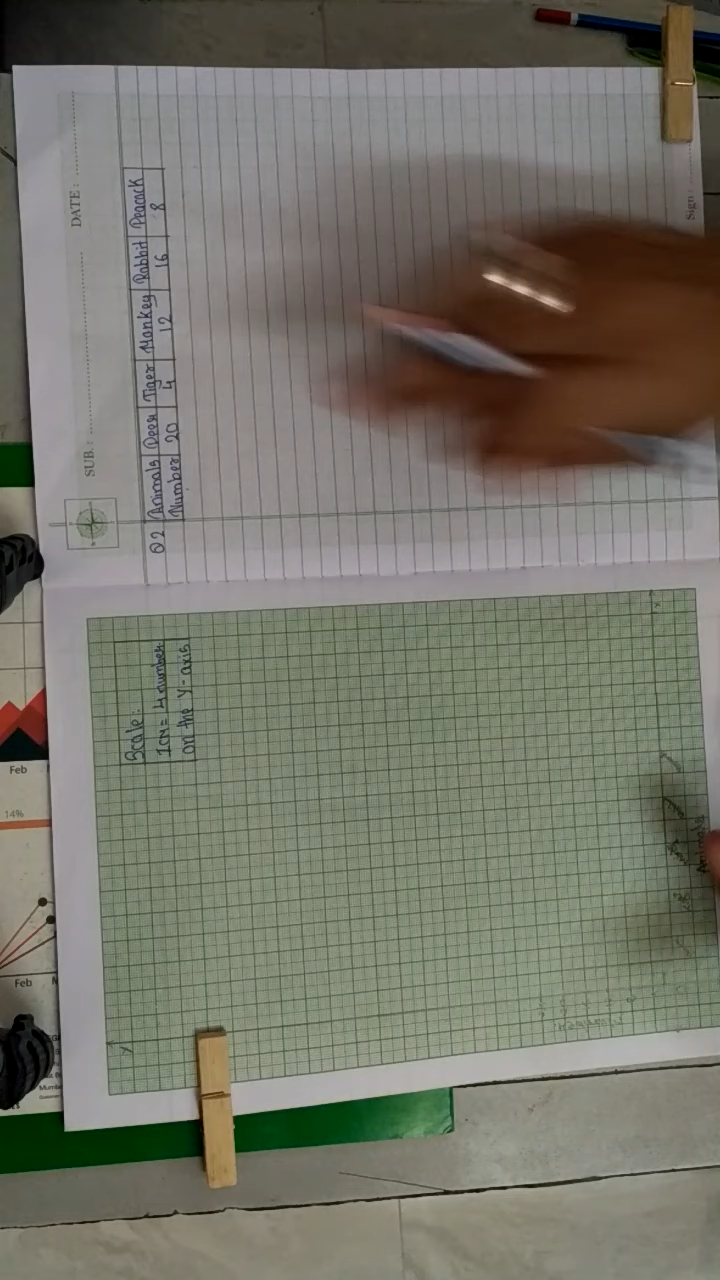 SUB. :
DATE :
Q2 Animals Deer Tiger Monkey Rabbit Peacock
Number 20 4 12 16 8
Sign :
Scale:
1cm = 4 number
on the Y-axis
Y
X
Animals
Feb
14%
Feb